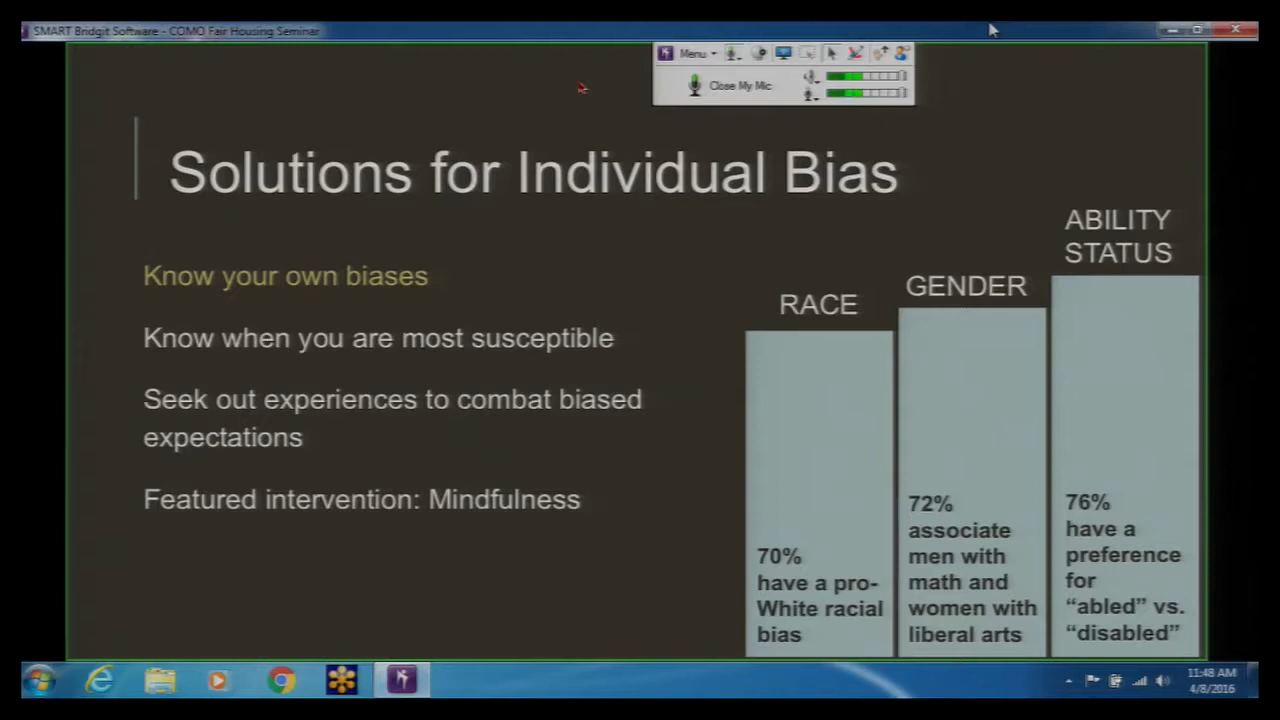 SMART Bridgit Software - COMO Fair Housing Seminar
Menu
Close My Mic
Solutions for Individual Bias
Know your own biases
Know when you are most susceptible
Seek out experiences to combat biased
expectations
Featured intervention: Mindfulness
RACE
70%
have a pro-
White racial
bias
GENDER
72%
associate
men with
math and
women with
liberal arts
ABILITY
STATUS
76%
have a
preference
for
“abled” vs.
“disabled”
11:48 AM
4/8/2016